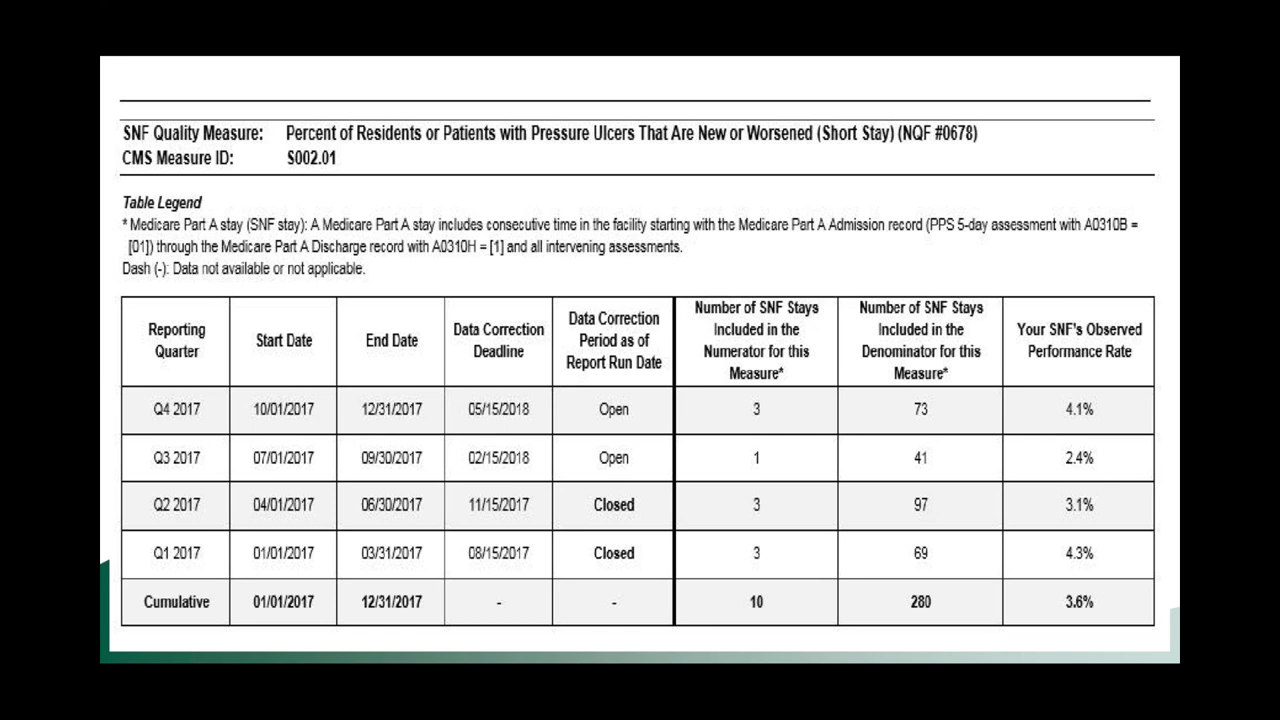 SNF Quality Measure: Percent of Residents or Patients with Pressure Ulcers That Are New or Worsened (Short Stay) (NQF #0678)
CMS Measure ID: S002.01
Table Legend
* Medicare Part A stay (SNF stay): A Medicare Part A stay includes consecutive time in the facility starting with the Medicare Part A Admission record (PPS 5-day assessment with A0310B =
[01]) through the Medicare Part A Discharge record with A0310H = [1] and all intervening assessments.
Dash (-): Data not available or not applicable.
Reporting Quarter Start Date End Date Data Correction Deadline Data Correction Period as of Report Run Date Number of SNF Stays Included in the Numerator for this Measure* Number of SNF Stays Included in the Denominator for this Measure* Your SNF's Observed Performance Rate
Q4 2017 10/01/2017 12/31/2017 05/15/2018 Open 3 73 4.1%
Q3 2017 07/01/2017 09/30/2017 02/15/2018 Open 1 41 2.4%
Q2 2017 04/01/2017 06/30/2017 11/15/2017 Closed 3 97 3.1%
Q1 2017 01/01/2017 03/31/2017 08/15/2017 Closed 3 69 4.3%
Cumulative 01/01/2017 12/31/2017 - - 10 280 3.6%